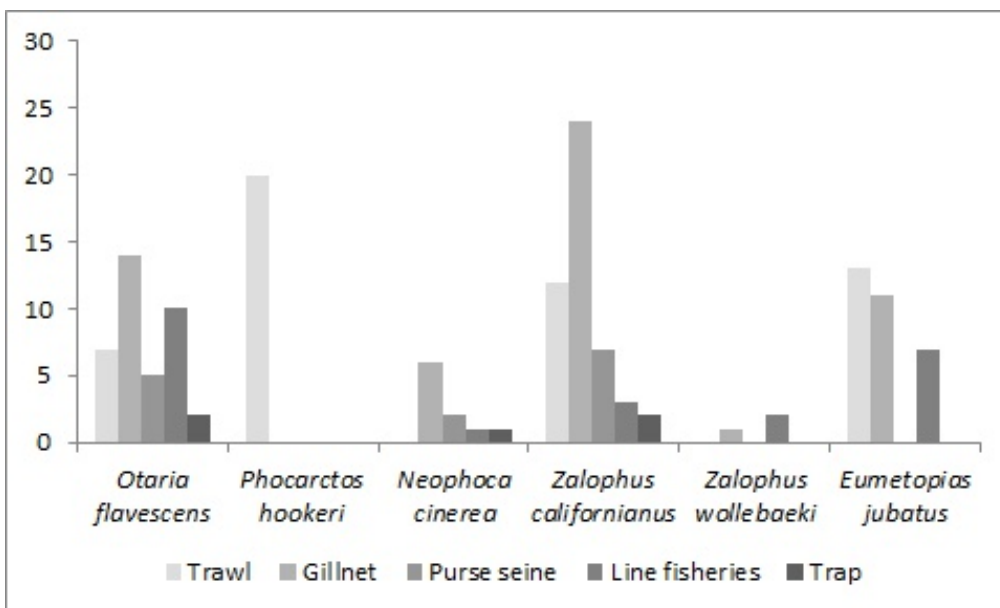 30
25
20
15
10
5
0
Otaria flavescens
Phocarctos hookeri
Neophoca cinerea
Zalophus californianus
Zalophus wollebaeki
Eumetopias jubatus
Trawl Gillnet Purse seine Line fisheries Trap